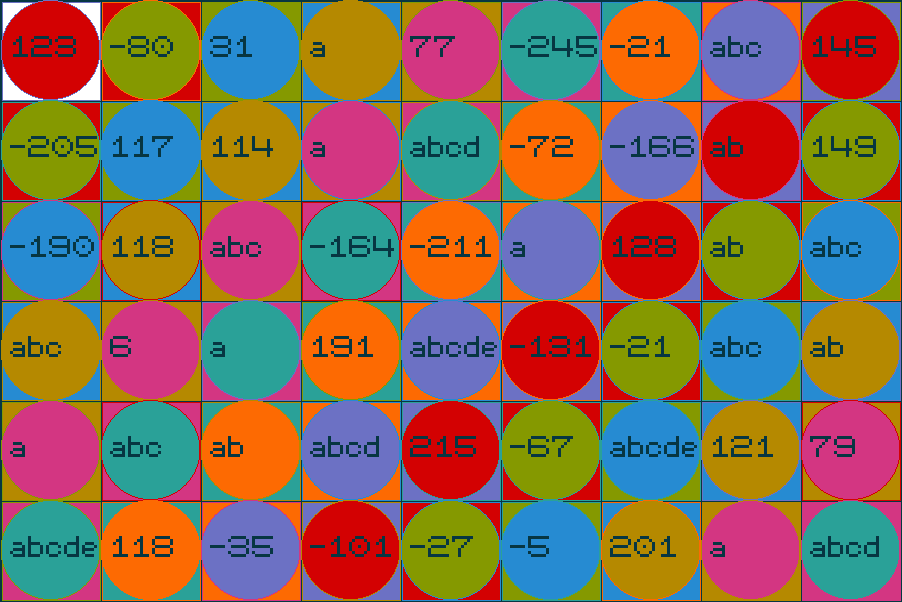 123 -80 31 a 77 -245 -21 abc 145
-205 117 114 a abcd -72 -166 ab 149
-190 118 abc -164 -211 a 128 ab abc
abc 6 a 191 abcde -131 -21 abc ab
a abc ab abcd 215 -67 abcde 121 79
abcde 118 -35 -101 -27 -5 201 a abcd